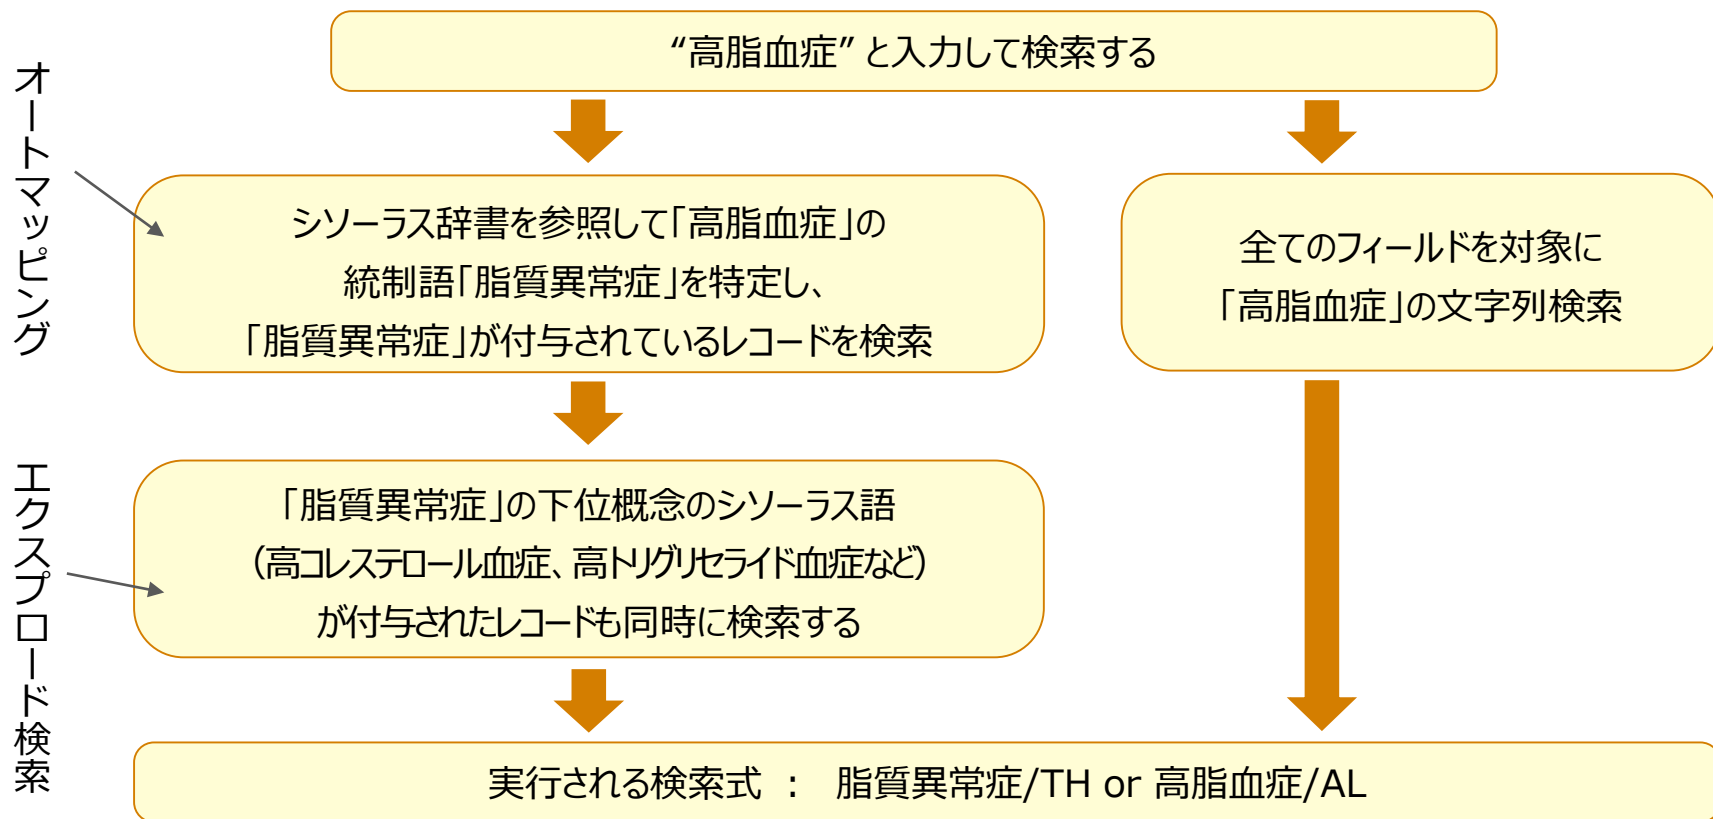 “高脂血症” と入力して検索する
オートマッピング
シソーラス辞書を参照して「高脂血症」の
統制語「脂質異常症」を特定し、
「脂質異常症」が付与されているレコードを検索
全てのフィールドを対象に
「高脂血症」の文字列検索
エクスプロード検索
「脂質異常症」の下位概念のシソーラス語
（高コレステロール血症、高トリグリセライド血症など）
が付与されたレコードも同時に検索する
実行される検索式 ： 脂質異常症/TH or 高脂血症/AL